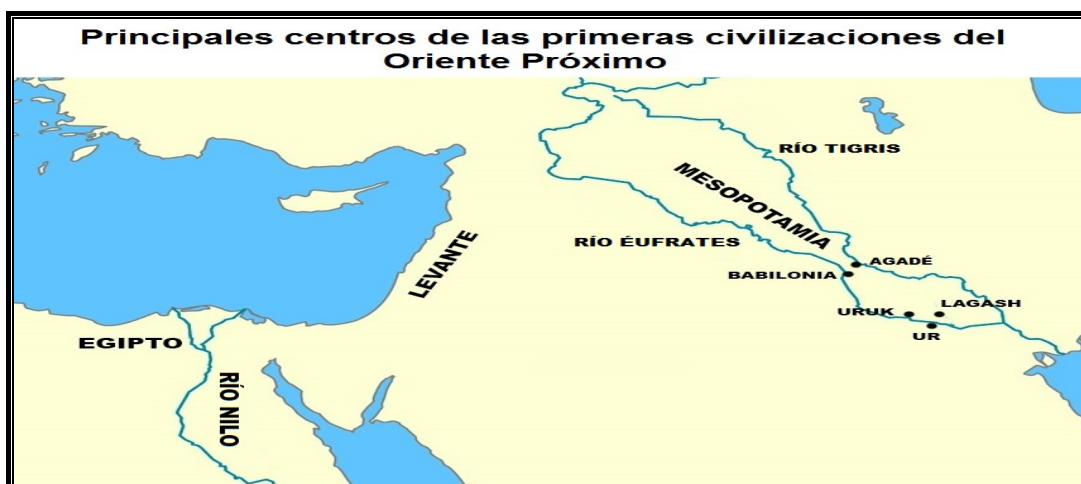 Principales centros de las primeras civilizaciones del
Oriente Próximo
RÍO TIGRIS
MESOPOTAMIA
RÍO ÉUFRATES
LEVANTE
AGADÉ
BABILONIA
URUK
LAGASH
UR
EGIPTO
RÍO NILO